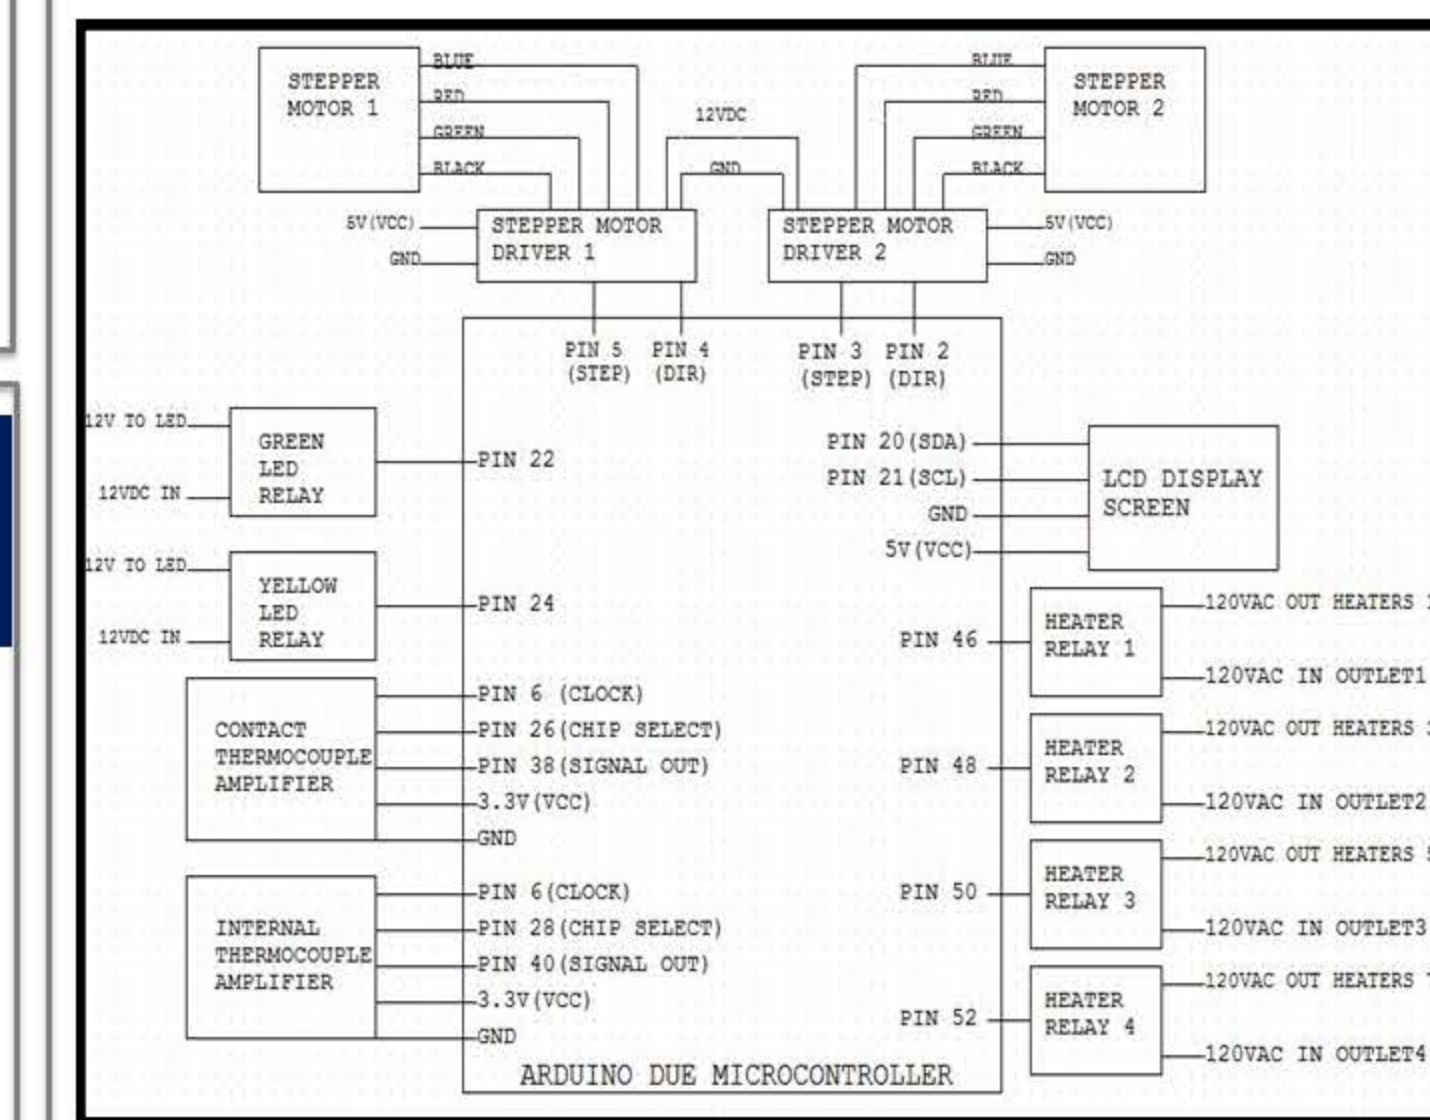 BLUE
RED
GREEN
BLACK
STEPPER
MOTOR 1
12VDC
GND
BLUE
RED
GREEN
BLACK
STEPPER
MOTOR 2
5V(VCC)
GND
STEPPER MOTOR
DRIVER 1
STEPPER MOTOR
DRIVER 2
5V(VCC)
GND
PIN 5
(STEP)
PIN 4
(DIR)
PIN 3
(STEP)
PIN 2
(DIR)
12V TO LED
12VDC IN
GREEN
LED
RELAY
PIN 22
12V TO LED
12VDC IN
YELLOW
LED
RELAY
PIN 24
CONTACT
THERMOCOUPLE
AMPLIFIER
PIN 6 (CLOCK)
PIN 26(CHIP SELECT)
PIN 38(SIGNAL OUT)
3.3V(VCC)
GND
INTERNAL
THERMOCOUPLE
AMPLIFIER
PIN 6(CLOCK)
PIN 28(CHIP SELECT)
PIN 40(SIGNAL OUT)
3.3V(VCC)
GND
PIN 20(SDA)
PIN 21(SCL)
GND
5V(VCC)
LCD DISPLAY
SCREEN
PIN 46
HEATER
RELAY 1
120VAC OUT HEATERS
120VAC IN OUTLET1
PIN 48
HEATER
RELAY 2
120VAC OUT HEATERS
120VAC IN OUTLET2
PIN 50
HEATER
RELAY 3
120VAC OUT HEATERS
120VAC IN OUTLET3
PIN 52
HEATER
RELAY 4
120VAC OUT HEATERS
120VAC IN OUTLET4
ARDUINO DUE MICROCONTROLLER